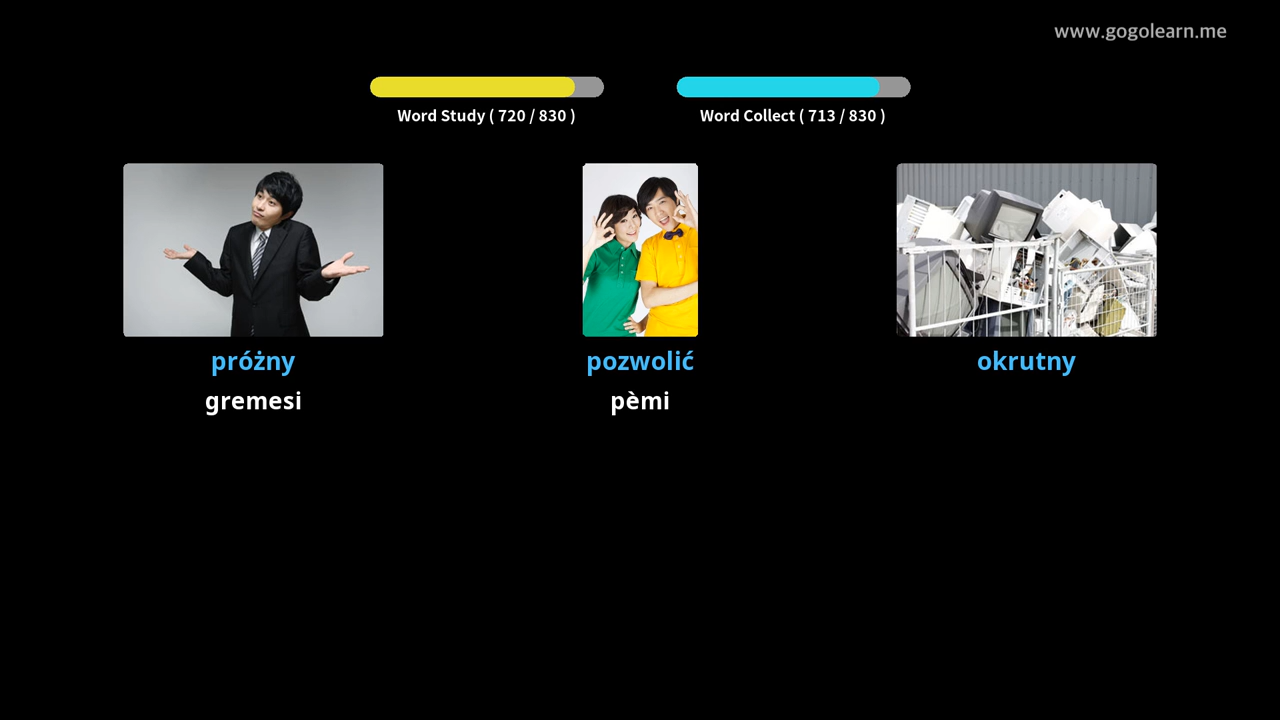 www.gogolearn.me
Word Study ( 720 / 830 )
Word Collect ( 713 / 830 )
próżny
pozwolić
okrutny
gremesi
pèmi